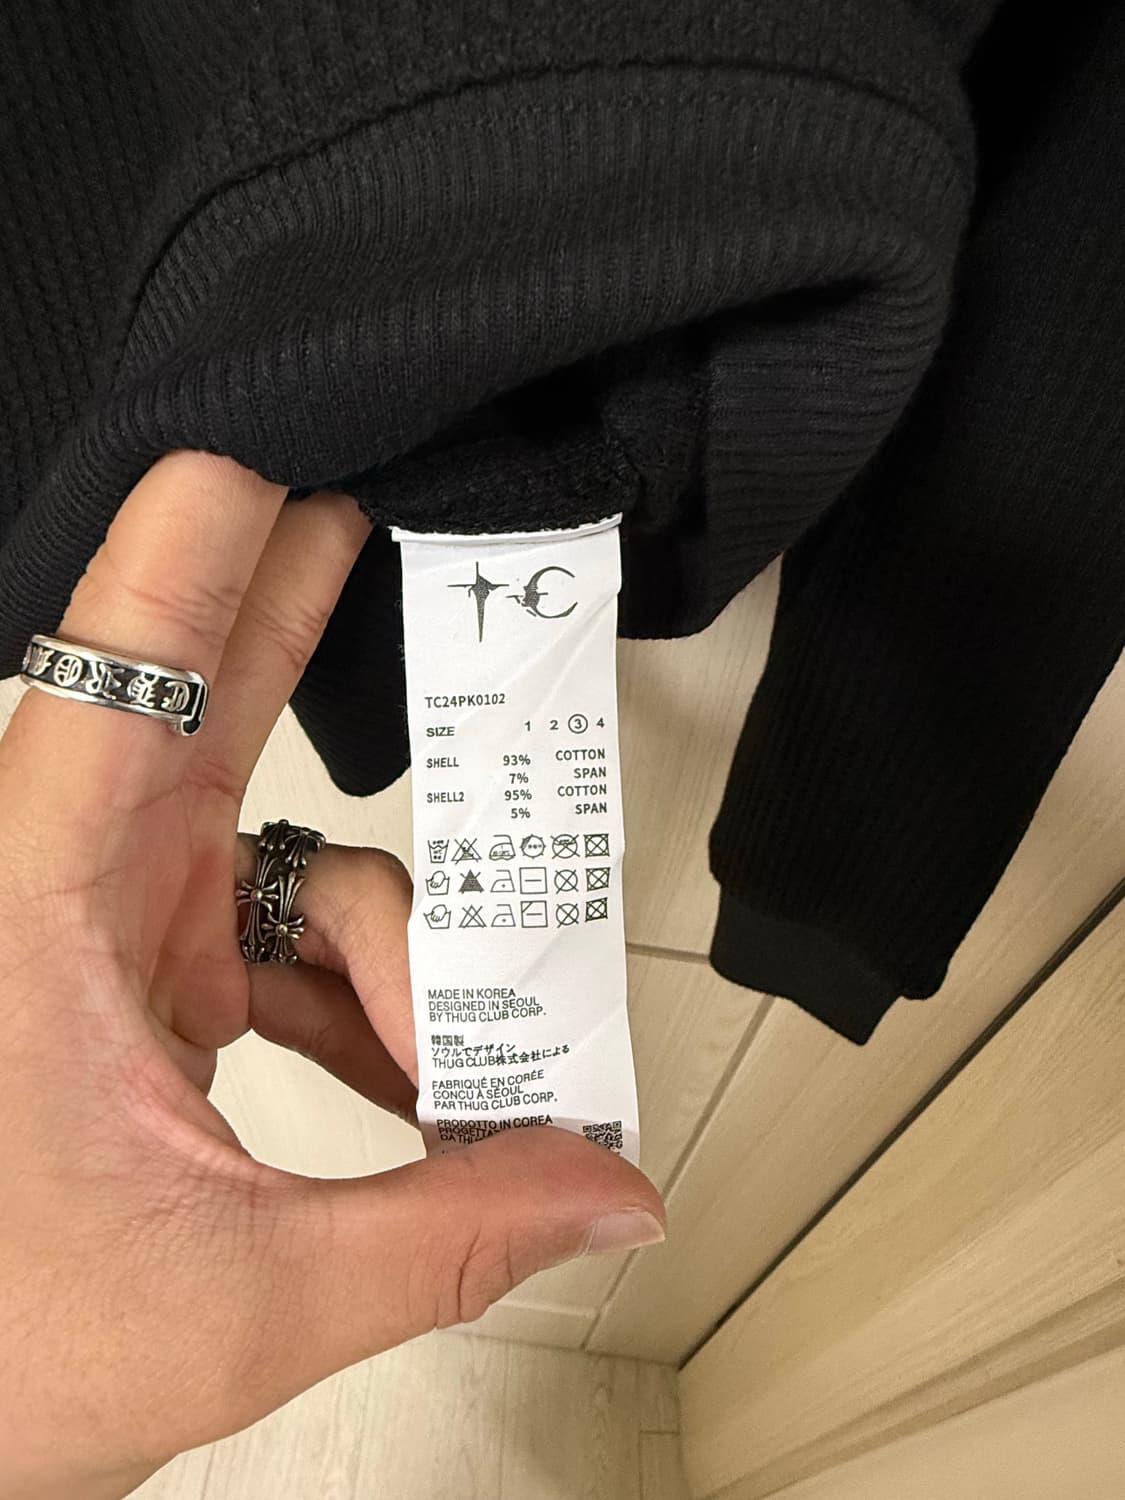 TC
TC24PK0102
SIZE 1 2 3 4
SHELL 93% COTTON
7% SPAN
SHELL2 95% COTTON
5% SPAN
MADE IN KOREA
DESIGNED IN SEOUL
BY THUG CLUB CORP.
韓国製
ソウルでデザイン
THUG CLUB株式会社による
FABRIQUÉ EN CORÉE
CONCU À SEOUL
PAR THUG CLUB CORP.
PRODOTTO IN COREA
DA